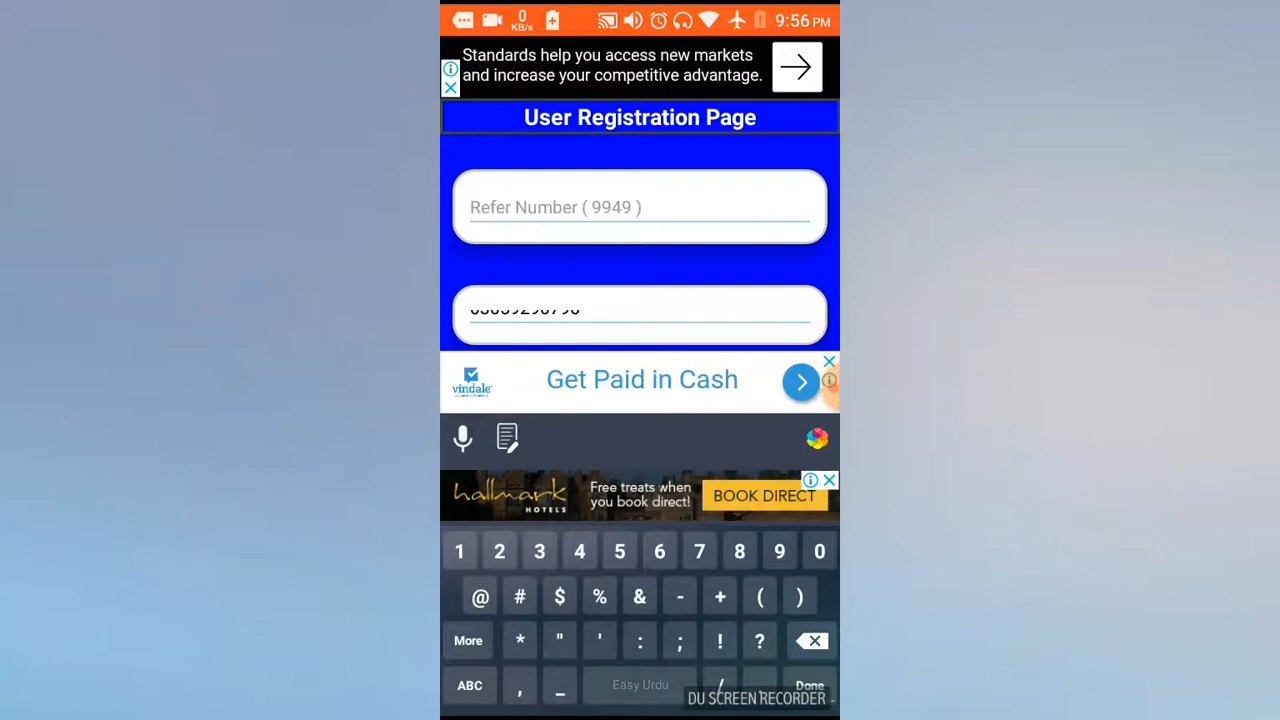 0
KB/s
9:56 PM
Standards help you access new markets
and increase your competitive advantage.
User Registration Page
Refer Number ( 9949 )
vindale
Get Paid in Cash
hallmark
HOTELS
Free treats when
you book direct!
BOOK DIRECT
1 2 3 4 5 6 7 8 9 0
@ # $ % & - + ( )
More * " ' : ; ! ?
ABC , _ Easy Urdu / . Done
DU SCREEN RECORDER